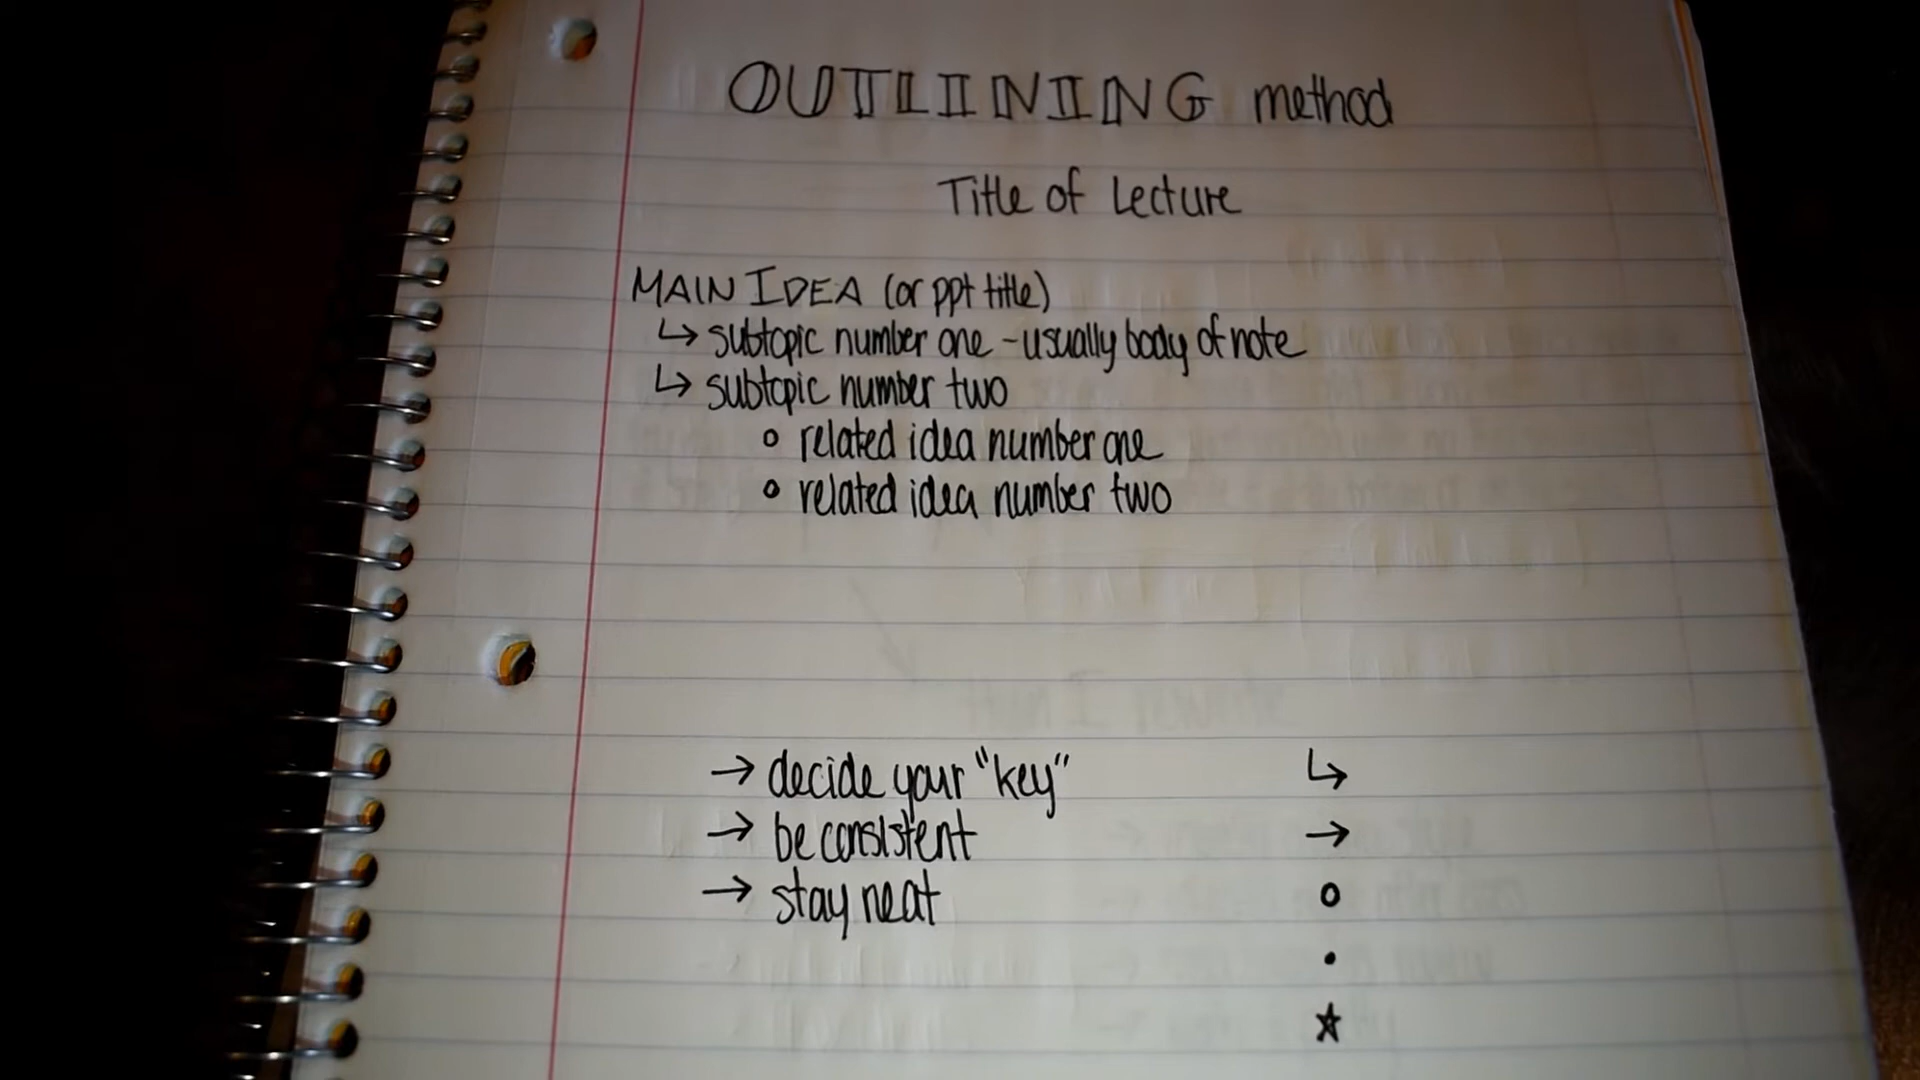 OUTLINING method
Title of Lecture
MAIN IDEA (or ppt title)
↳ subtopic number one - usually body of note
↳ subtopic number two
o related idea number one
o related idea number two
→ decide your "key" ↳
→ be consistent →
→ stay neat o
•
☆